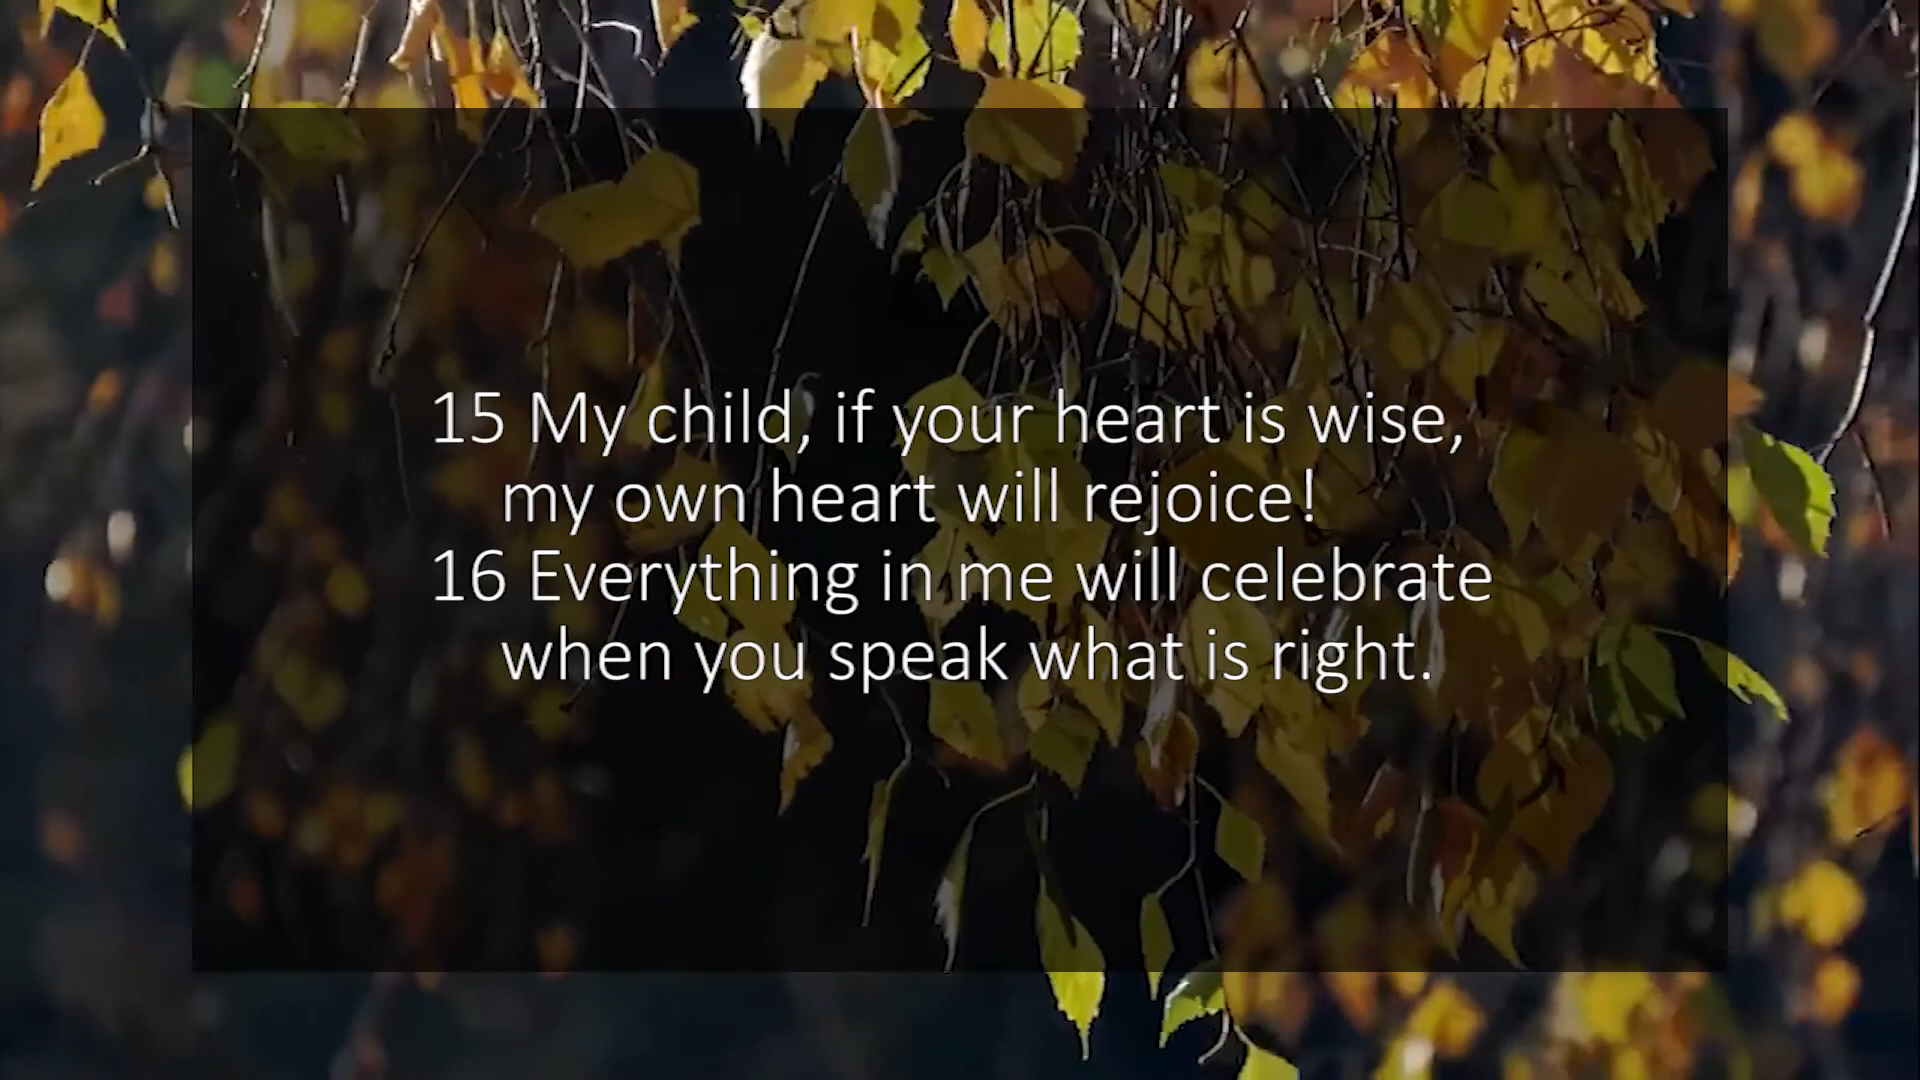 15 My child, if your heart is wise,
my own heart will rejoice!
16 Everything in me will celebrate
when you speak what is right.